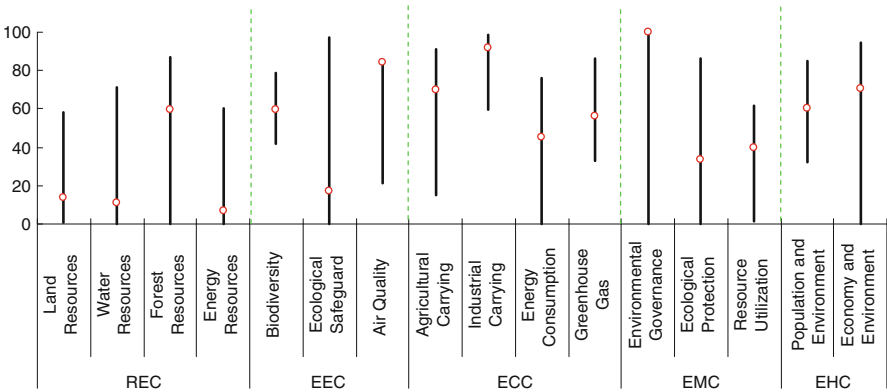 100
80
60
40
20
0
Land
Resources
Water
Resources
Forest
Resources
Energy
Resources
Biodiversity
Ecological
Safeguard
Air Quality
Agricultural
Carrying
Industrial
Carrying
Energy
Consumption
Greenhouse
Gas
Environmental
Governance
Ecological
Protection
Resource
Utilization
Population and
Environment
Economy and
Environment
REC
EEC
ECC
EMC
EHC